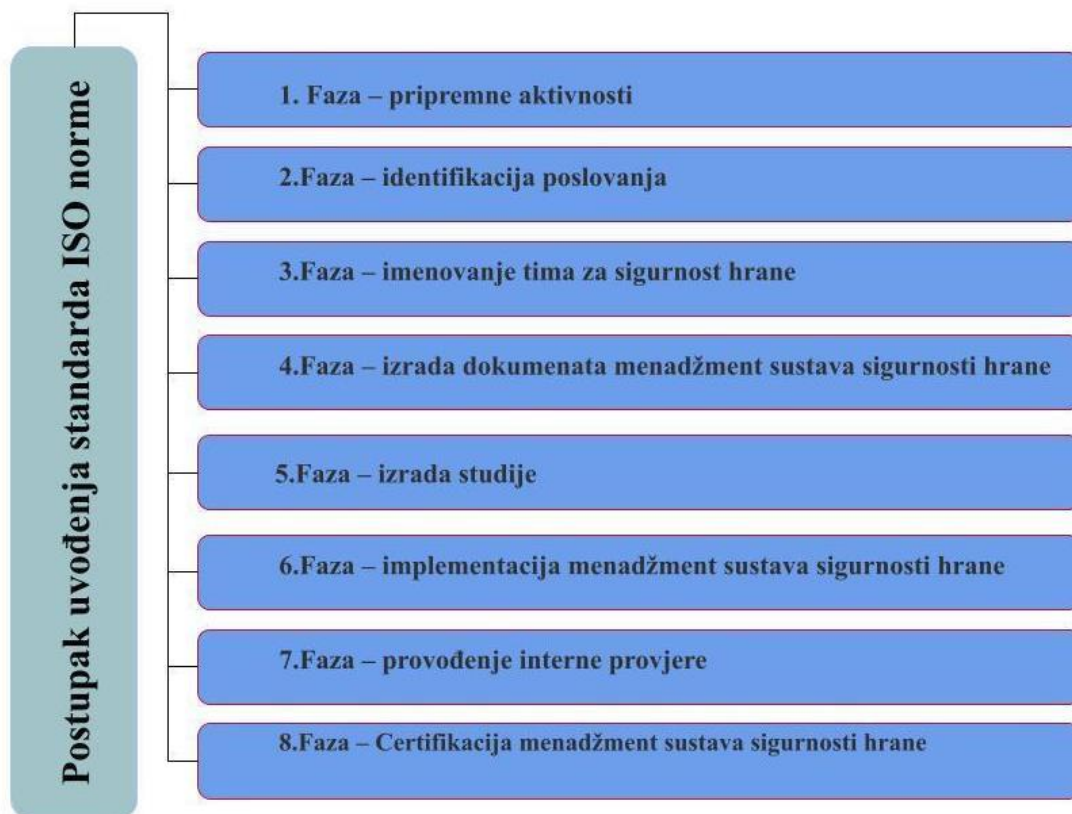 Postupak uvođenja standarda ISO norme
1. Faza – pripremne aktivnosti
2.Faza – identifikacija poslovanja
3.Faza – imenovanje tima za sigurnost hrane
4.Faza – izrada dokumenata menadžment sustava sigurnosti hrane
5.Faza – izrada studije
6.Faza – implementacija menadžment sustava sigurnosti hrane
7.Faza – provođenje interne provjere
8.Faza – Certifikacija menadžment sustava sigurnosti hrane